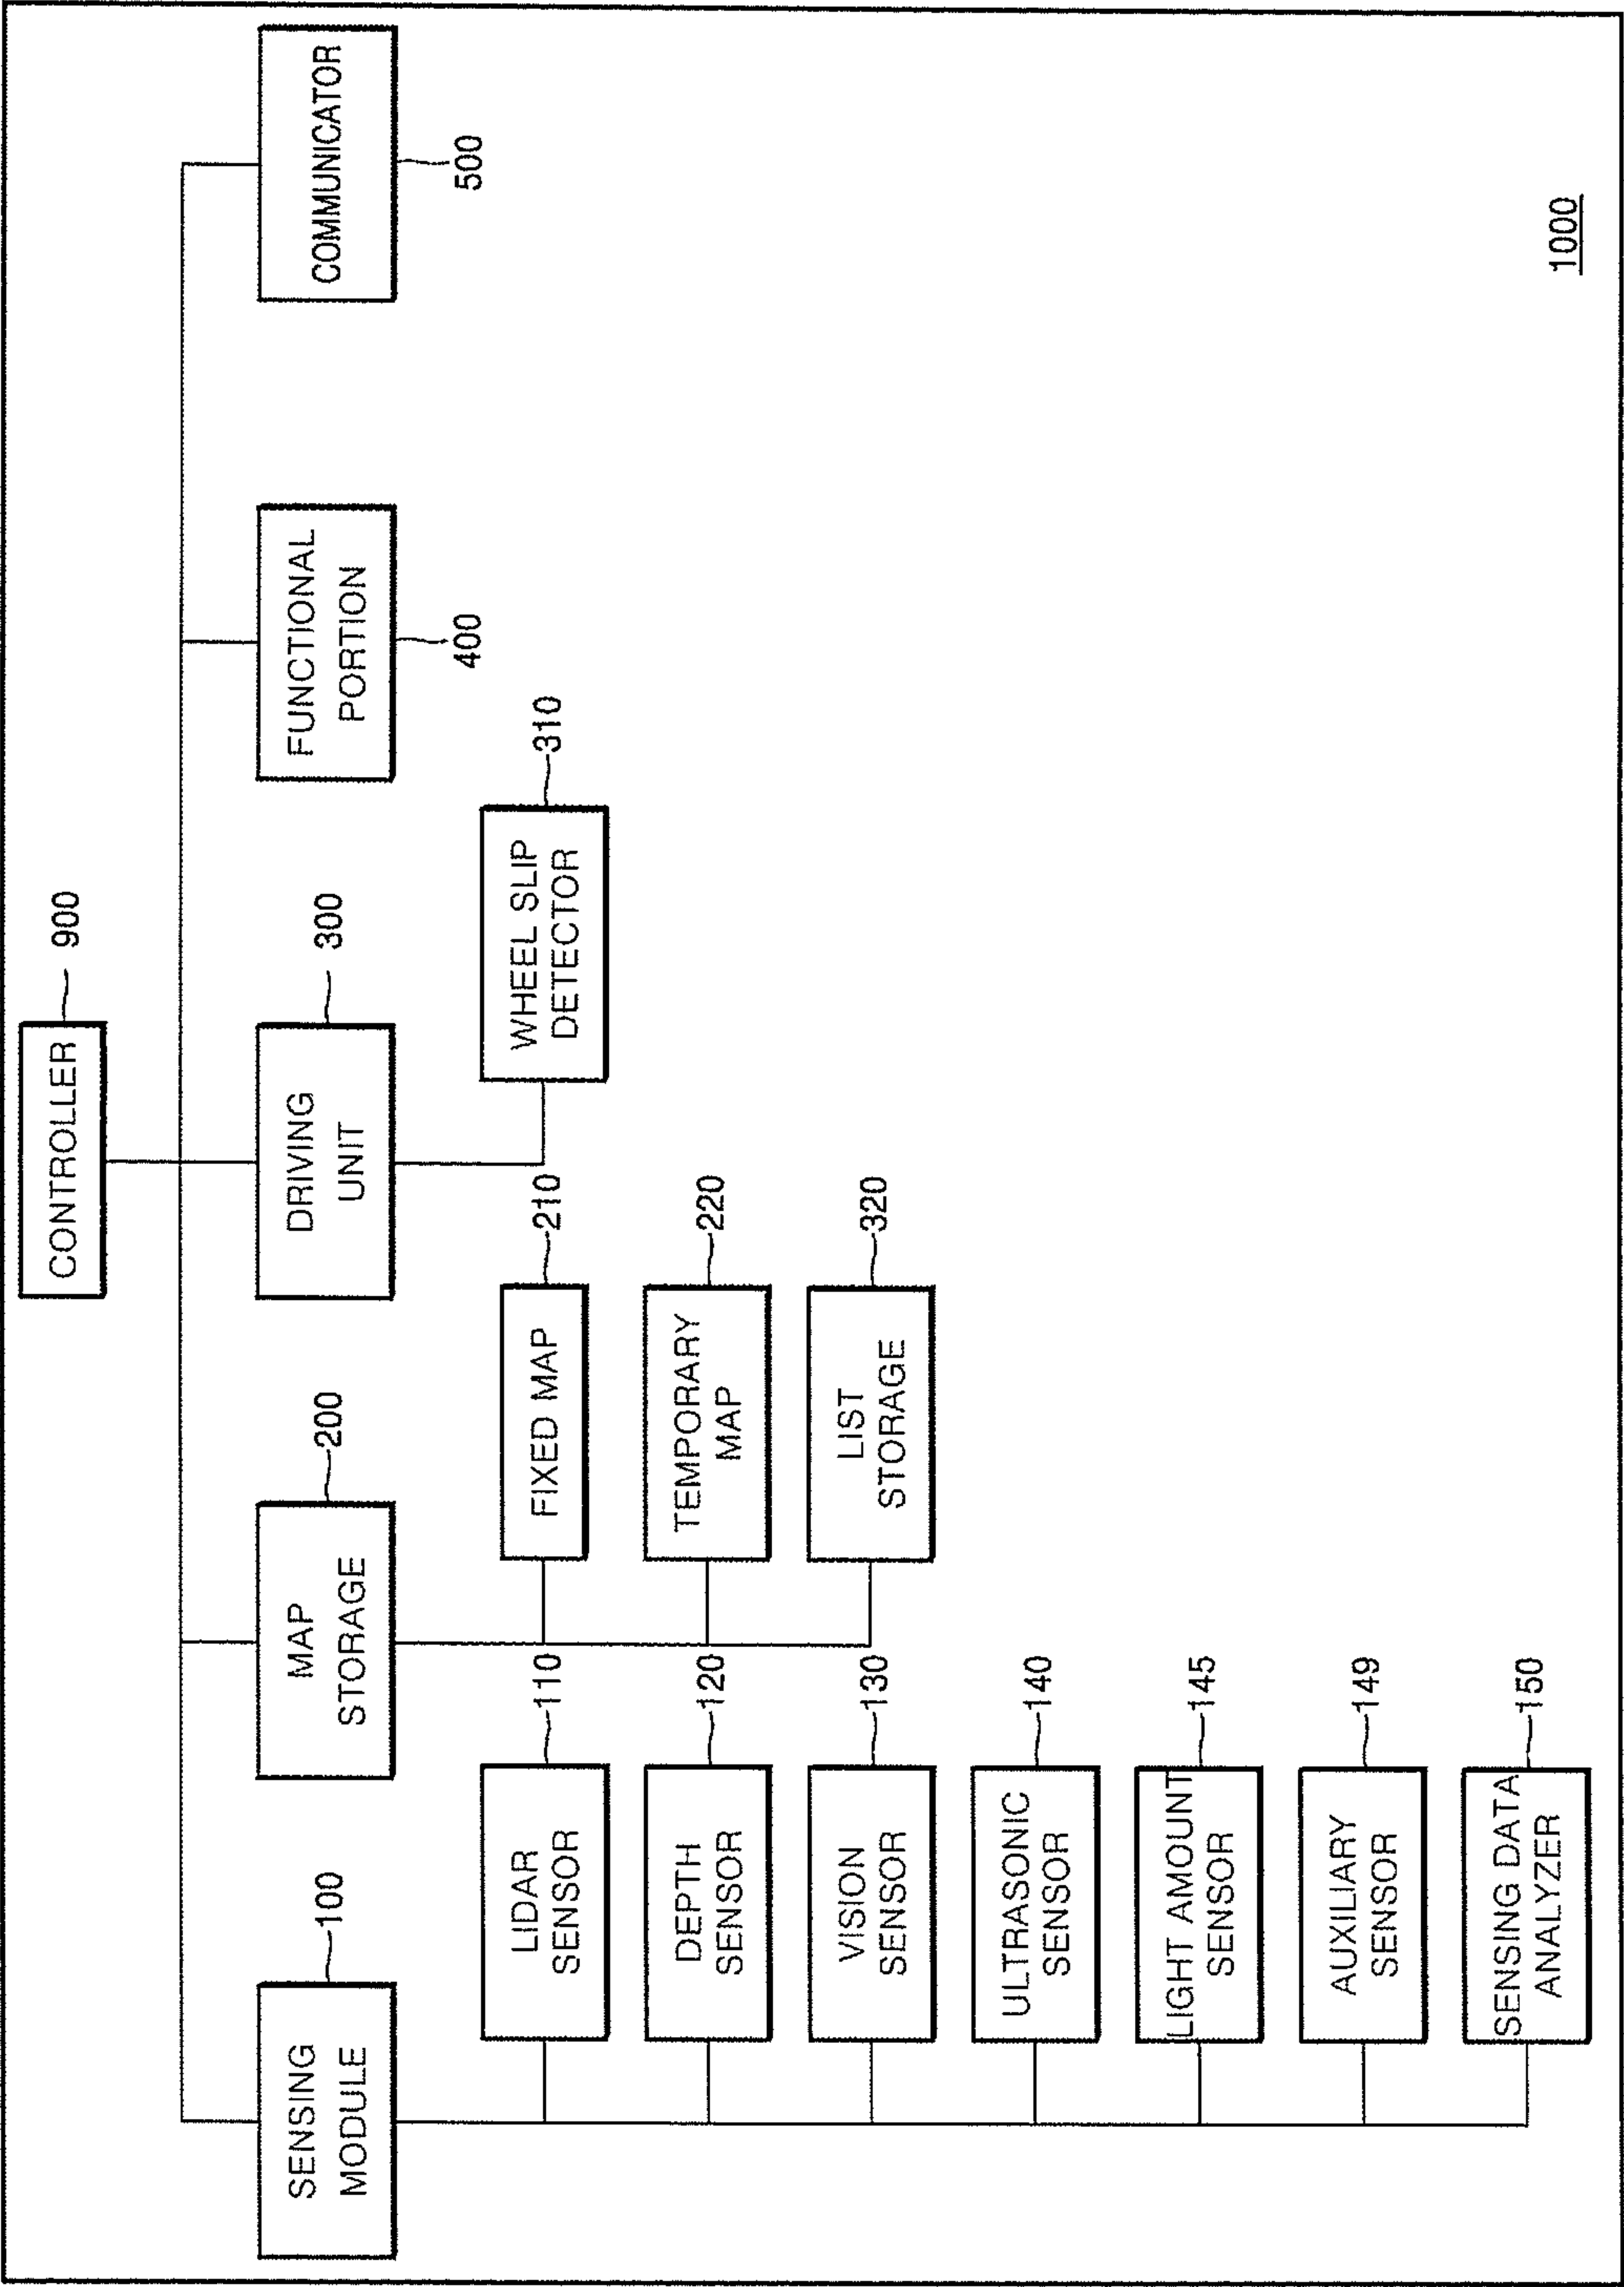 CONTROLLER
900
SENSING
MODULE
100
MAP
STORAGE
200
DRIVING
UNIT
300
FUNCTIONAL
PORTION
400
COMMUNICATOR
500
LIDAR
SENSOR
110
DEPTH
SENSOR
120
VISION
SENSOR
130
ULTRASONIC
SENSOR
140
LIGHT AMOUNT
SENSOR
145
AUXILIARY
SENSOR
149
SENSING DATA
ANALYZER
150
FIXED MAP
210
TEMPORARY
MAP
220
LIST
STORAGE
320
WHEEL SLIP
DETECTOR
310
1000